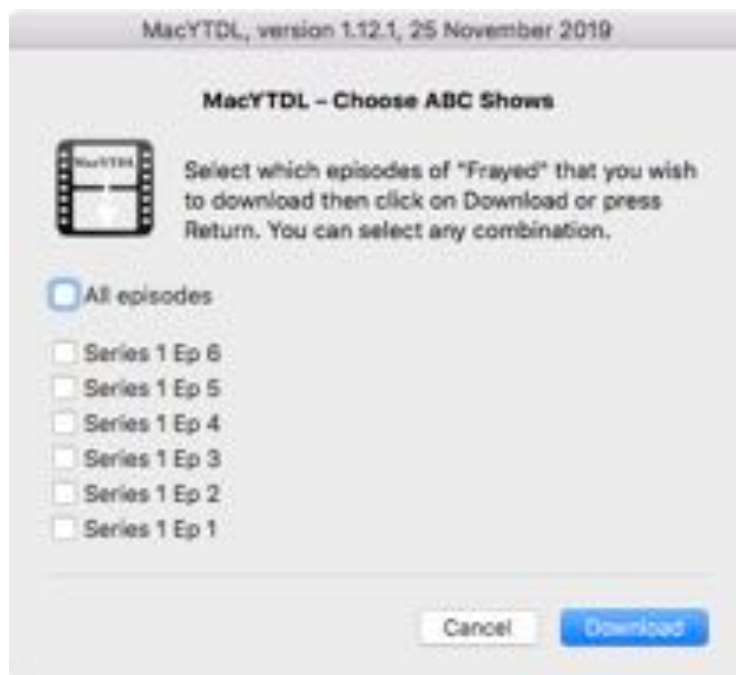 MacYTDL, version 1.12.1, 25 November 2019
MacYTDL – Choose ABC Shows
MacYTDL
Select which episodes of "Frayed" that you wish
to download then click on Download or press
Return. You can select any combination.
All episodes
Series 1 Ep 6
Series 1 Ep 5
Series 1 Ep 4
Series 1 Ep 3
Series 1 Ep 2
Series 1 Ep 1
Cancel
Download